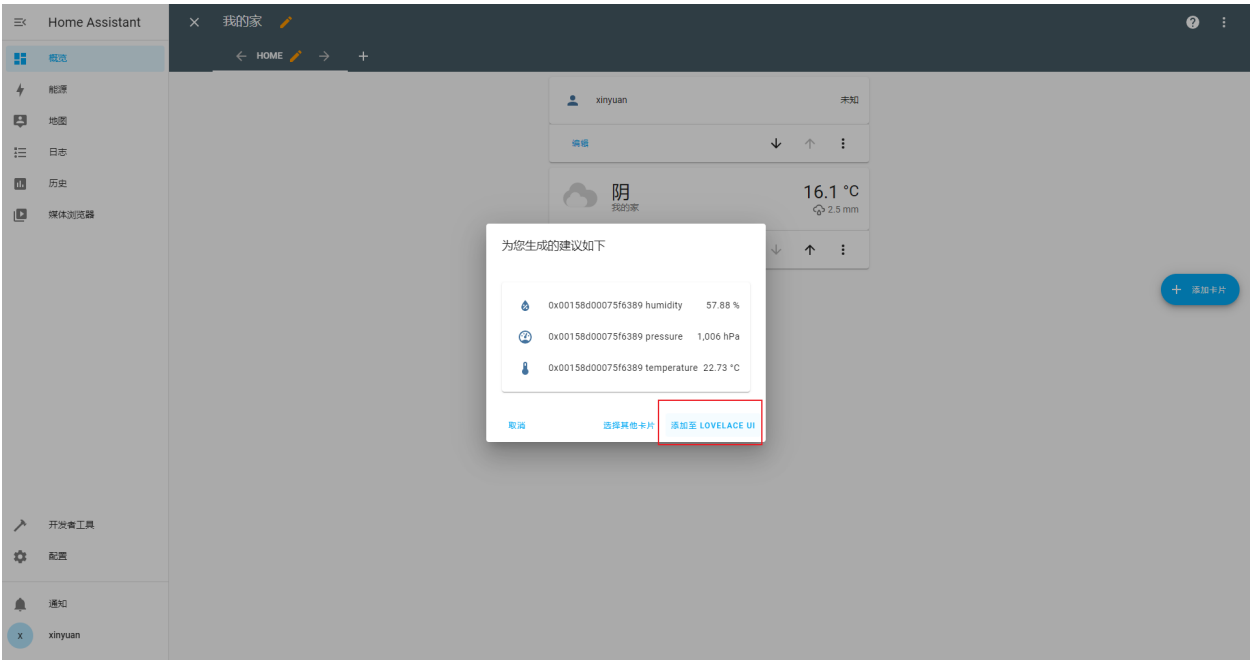 Home Assistant
我的家
概览
HOME
能源
地图
日志
历史
媒体浏览器
xinyuan 未知
编辑
阴 16.1 °C
我的家 2.5 mm
添加卡片
为您生成的建议如下
0x00158d00075f6389 humidity 57.88 %
0x00158d00075f6389 pressure 1,006 hPa
0x00158d00075f6389 temperature 22.73 °C
取消 选择其他卡片 添加至 LOVELACE UI
开发者工具
配置
通知
x xinyuan